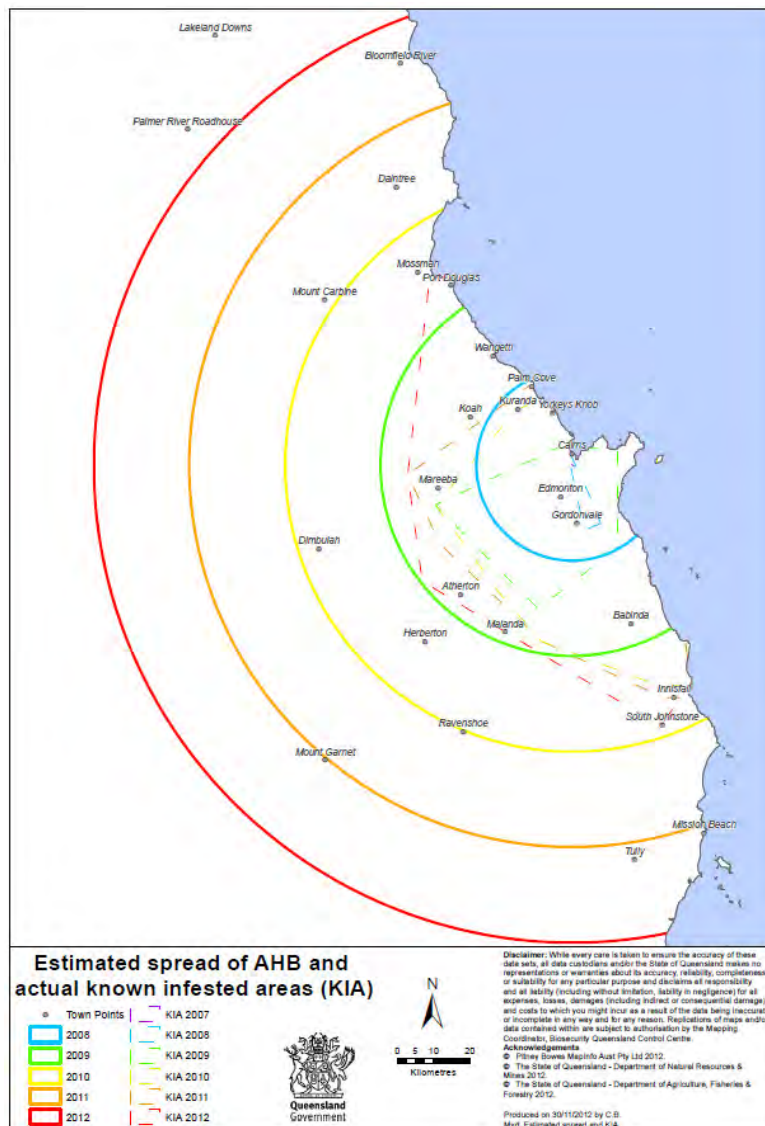 Lakeland Downs
Bloomfield River
Palmer River Roadhouse
Daintree
Mossman
Port Douglas
Mount Carbine
Wangetti
Palm Cove
Kuranda
Yorkeys Knob
Koah
Cairns
Mareeba
Edmonton
Gordonvale
Dimbulah
Atherton
Babinda
Malanda
Herberton
Innisfail
South Johnstone
Ravenshoe
Mount Garnet
Mission Beach
Tully
Estimated spread of AHB and
actual known infested areas (KIA)
Town Points
KIA 2007
2008
KIA 2008
2009
KIA 2009
2010
KIA 2010
2011
KIA 2011
2012
KIA 2012
N
0 5 10 20
Kilometres
Queensland
Government
Disclaimer: While every care is taken to ensure the accuracy of these
data sets, all data custodians and/or the State of Queensland makes no
representations or warranties about its accuracy, reliability, completeness
or suitability for any particular purpose and disclaims all responsibility
and all liability (including without limitation, liability in negligence) for all
expenses, losses, damages (including indirect or consequential damage)
and costs to which you might incur as a result of the data being inaccurat
or incomplete in any way and for any reason. Replications of maps and/o
data contained within are subject to authorisation by the Mapping
Coordinator, Biosecurity Queensland Control Centre.
Acknowledgements
© Pitney Bowes MapInfo Aust Pty Ltd 2012.
© The State of Queensland - Department of Natural Resources &
Mines 2012.
© The State of Queensland - Department of Agriculture, Fisheries &
Forestry 2012.
Produced on 30/11/2012 by C.B.
Estimated spread and KIA